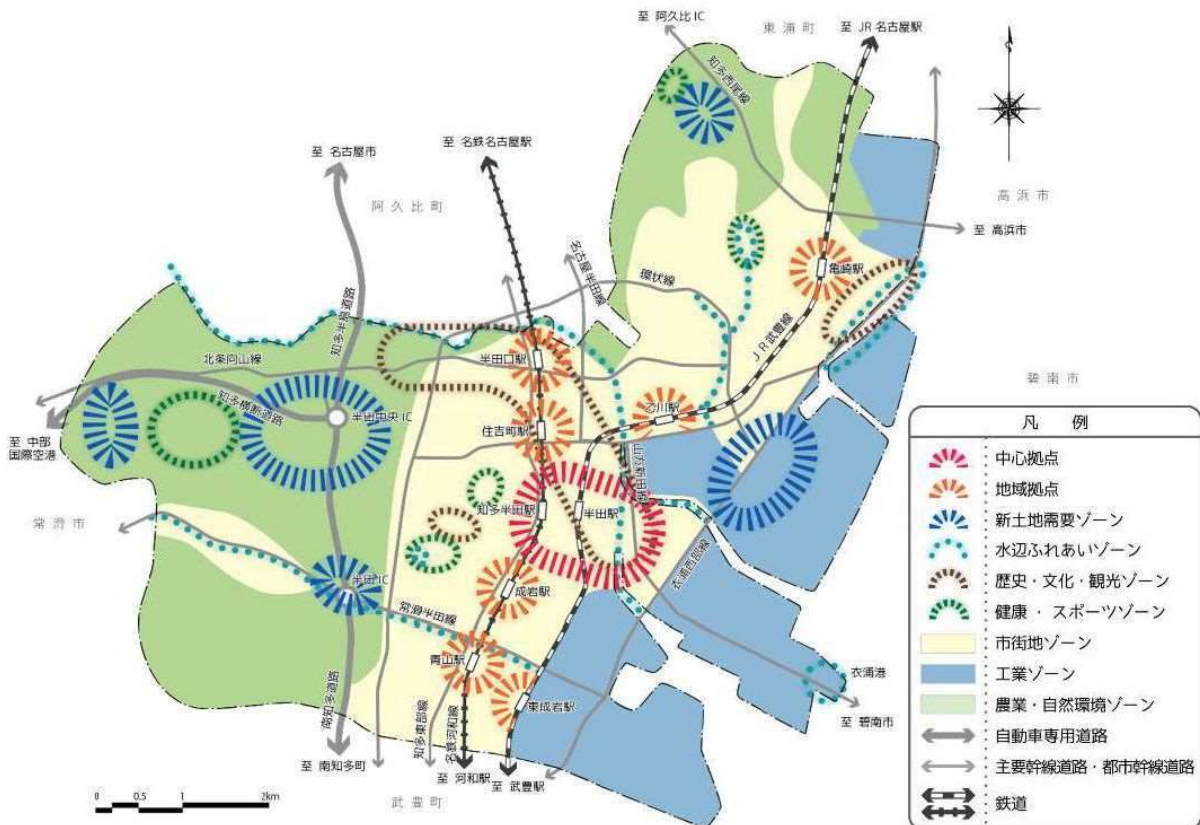 至 阿久比 IC
東 浦 町
至 JR 名古屋駅
知多西尾線
至 名鉄名古屋駅
至 名古屋市
阿 久 比 町
高 浜 市
至 高浜市
名古屋半田線
環状線
亀崎駅
知多半島道路
JR武豊線
北条向山線
半田口駅
碧 南 市
知多横断道路
半田中央 IC
乙川駅
住吉町駅
至 中部
国際空港
山方新田線
常 滑 市
知多半田駅
半田駅
衣浦西部線
半田 IC
成岩駅
常滑半田線
青山駅
衣浦港
東成岩駅
至 碧南市
南知多道路
知多東部線
名鉄河和線
至 南知多町
至 河和駅
至 武豊駅
武 豊 町
0 0.5 1 2km
凡 例
中心拠点
地域拠点
新土地需要ゾーン
水辺ふれあいゾーン
歴史・文化・観光ゾーン
健康・スポーツゾーン
市街地ゾーン
工業ゾーン
農業・自然環境ゾーン
自動車専用道路
主要幹線道路・都市幹線道路
鉄道